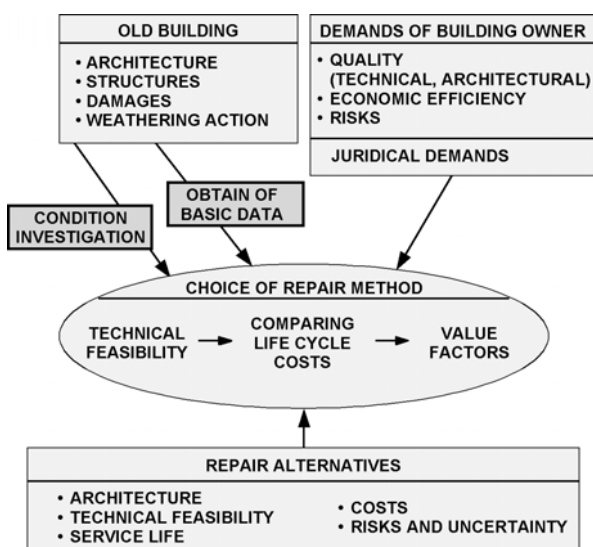 OLD BUILDING
• ARCHITECTURE
• STRUCTURES
• DAMAGES
• WEATHERING ACTION
DEMANDS OF BUILDING OWNER
• QUALITY
(TECHNICAL, ARCHITECTURAL)
• ECONOMIC EFFICIENCY
• RISKS
JURIDICAL DEMANDS
CONDITION
INVESTIGATION
OBTAIN OF
BASIC DATA
CHOICE OF REPAIR METHOD
TECHNICAL
FEASIBILITY
COMPARING
LIFE CYCLE
COSTS
VALUE
FACTORS
REPAIR ALTERNATIVES
• ARCHITECTURE
• TECHNICAL FEASIBILITY
• SERVICE LIFE
• COSTS
• RISKS AND UNCERTAINTY